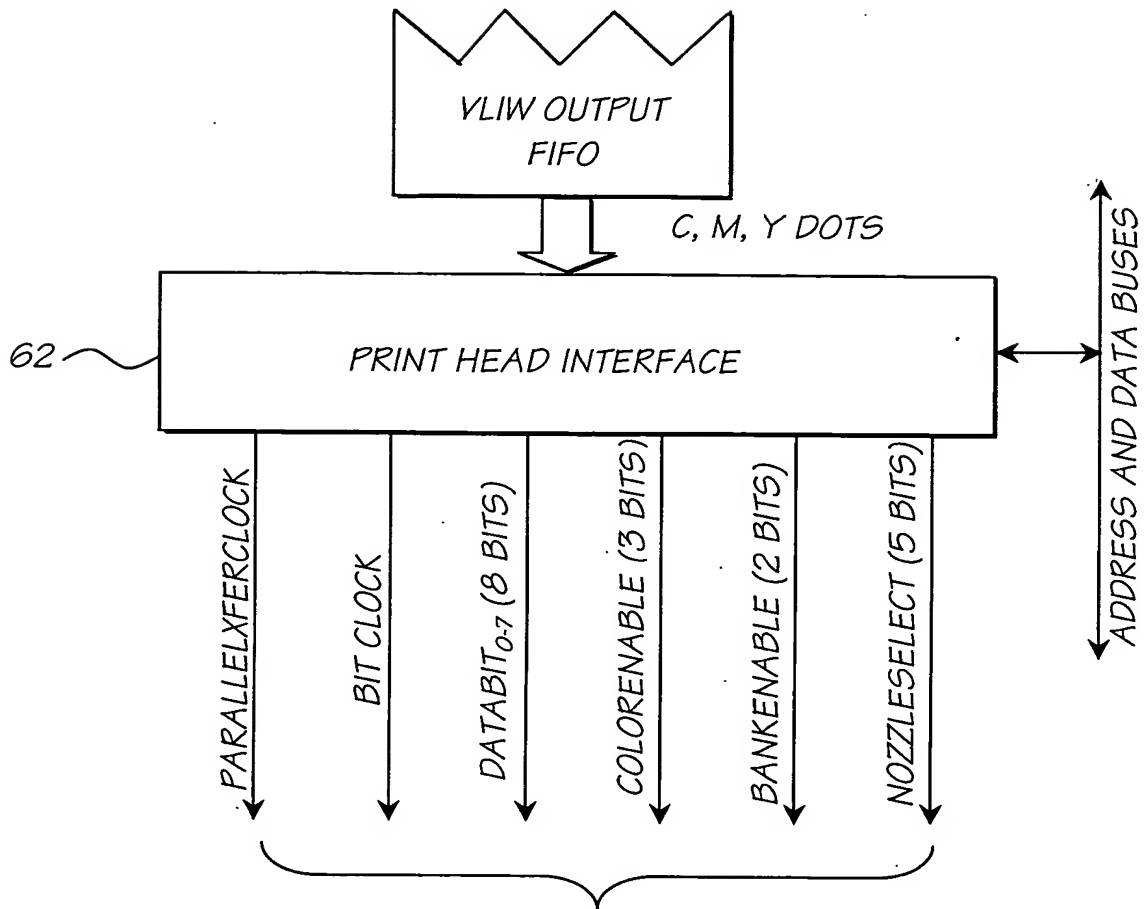 VLIW OUTPUT
FIFO
C, M, Y DOTS
62
PRINT HEAD INTERFACE
ADDRESS AND DATA BUSES
PARALLELXFERCLOCK
BIT CLOCK
DATABIT0-7 (8 BITS)
COLORENABLE (3 BITS)
BANKENABLE (2 BITS)
NOZZLESELECT (5 BITS)